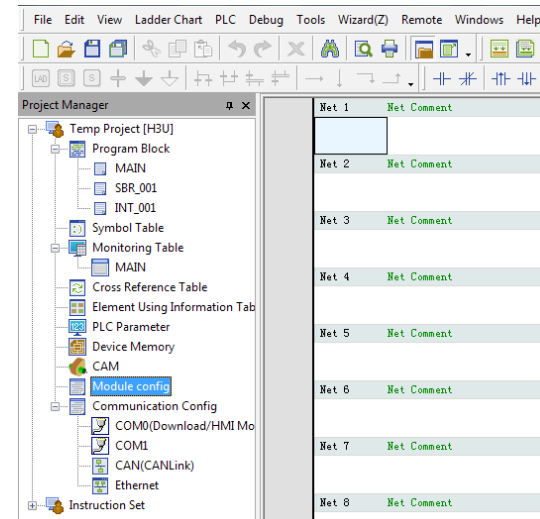 File Edit View Ladder Chart PLC Debug Tools Wizard(Z) Remote Windows Help
LAD S S
Project Manager
Temp Project [H3U]
Program Block
MAIN
SBR_001
INT_001
Symbol Table
Monitoring Table
MAIN
Cross Reference Table
Element Using Information Tab
PLC Parameter
Device Memory
CAM
Module config
Communication Config
COM0(Download/HMI Mo
COM1
CAN(CANLink)
Ethernet
Instruction Set
Net 1 Net Comment
Net 2 Net Comment
Net 3 Net Comment
Net 4 Net Comment
Net 5 Net Comment
Net 6 Net Comment
Net 7 Net Comment
Net 8 Net Comment